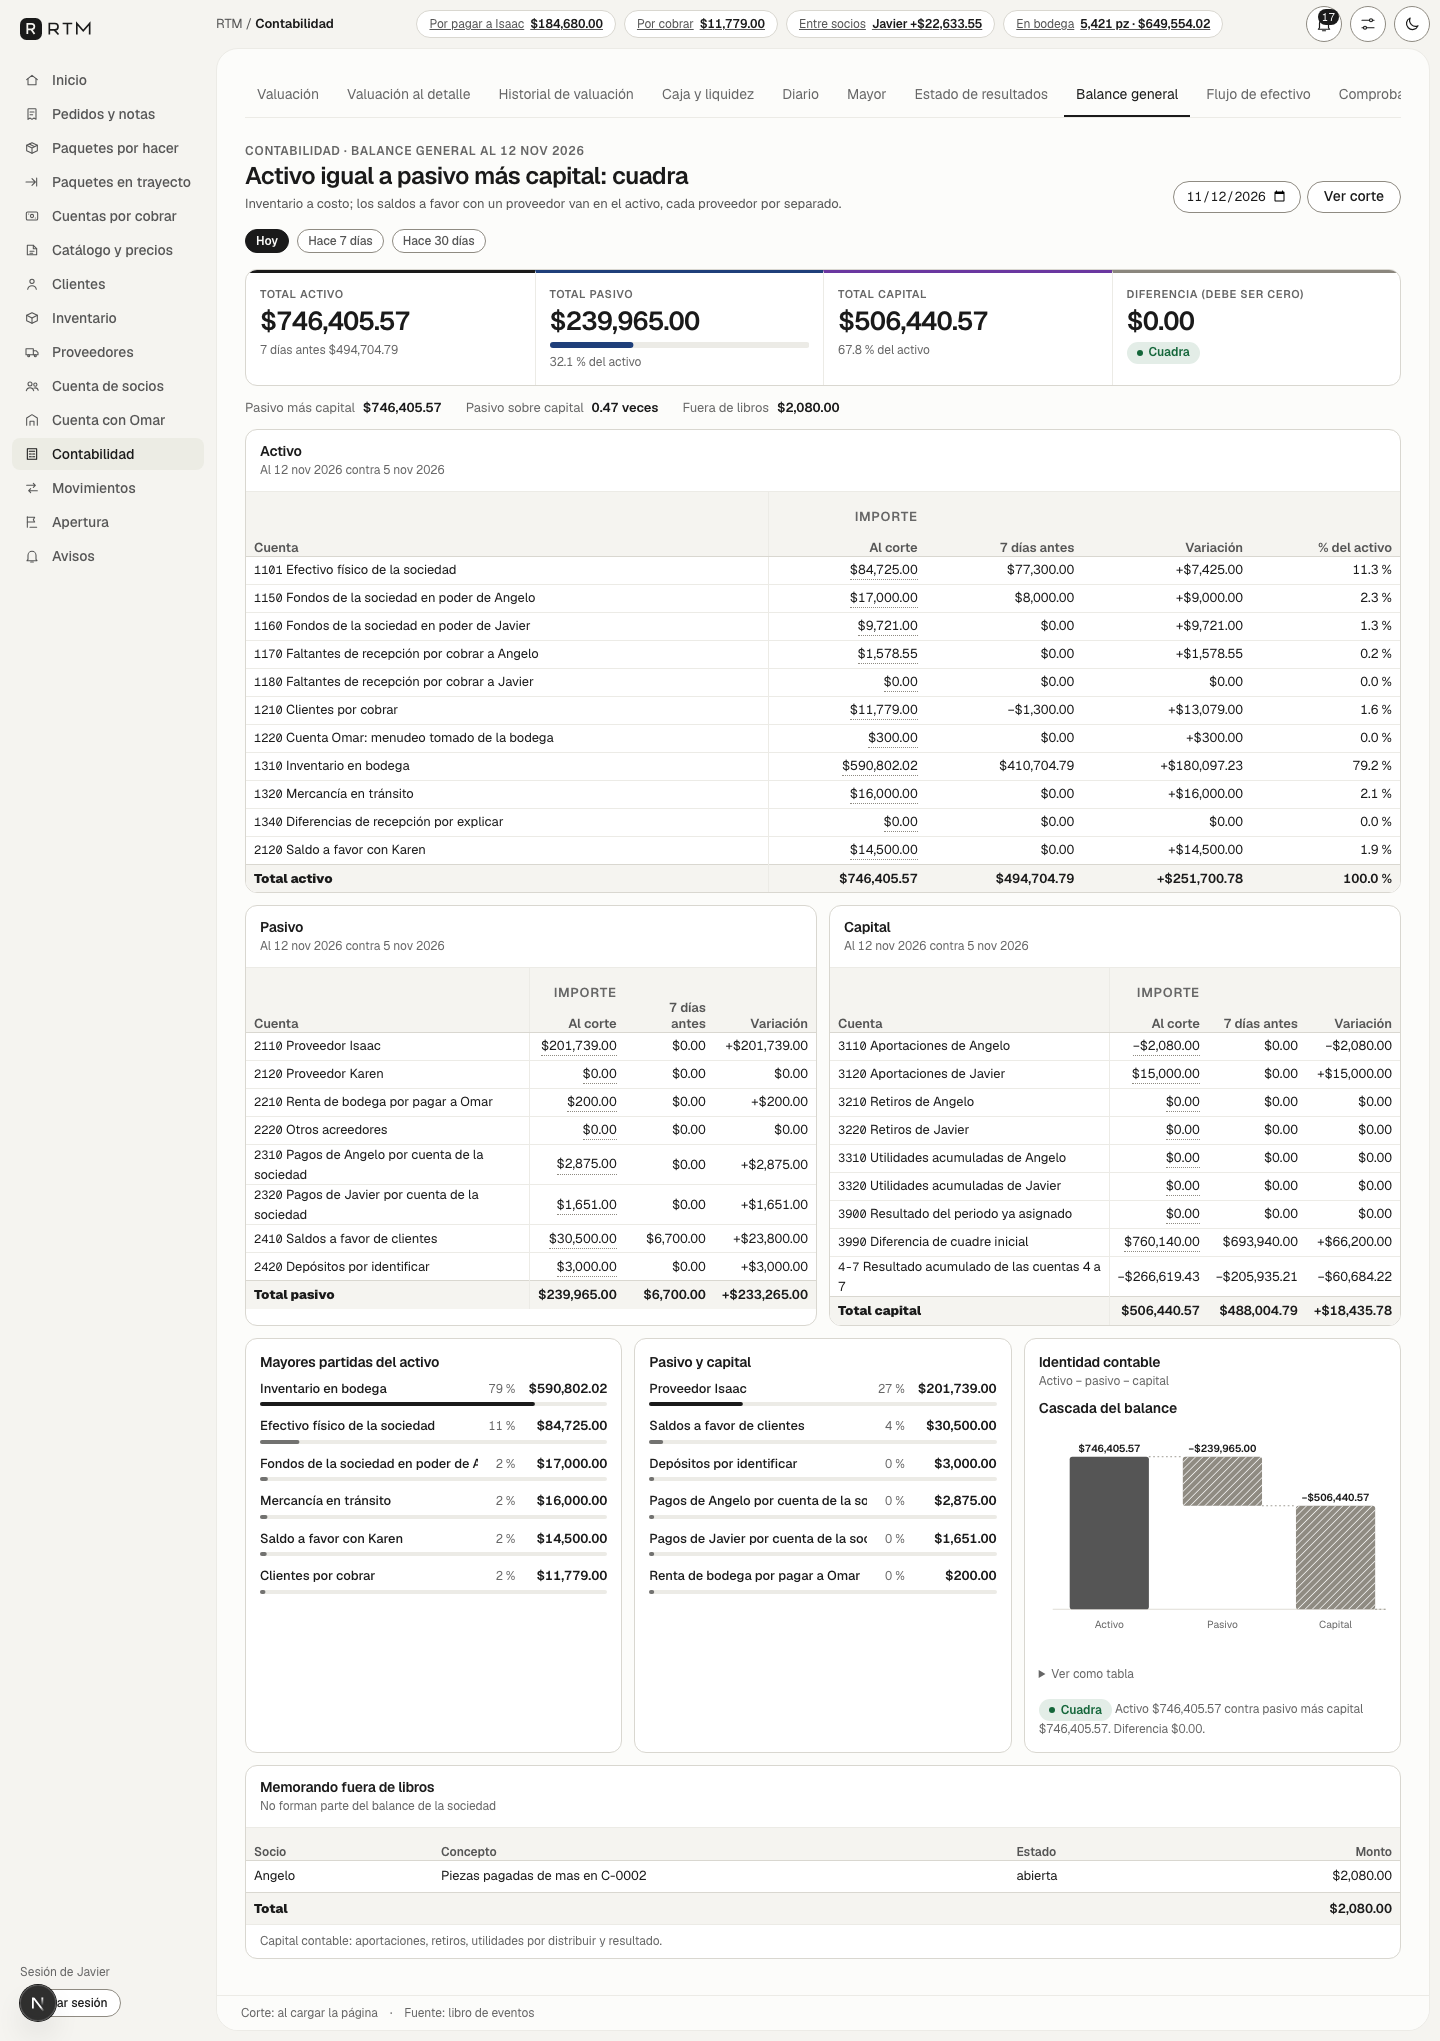 R RTM
RTM / Contabilidad
Por pagar a Isaac $184,680.00
Por cobrar $11,779.00
Entre socios Javier +$22,633.55
En bodega 5,421 pz · $649,554.02
17
Inicio
Pedidos y notas
Paquetes por hacer
Paquetes en trayecto
Cuentas por cobrar
Catálogo y precios
Clientes
Inventario
Proveedores
Cuenta de socios
Cuenta con Omar
Contabilidad
Movimientos
Apertura
Avisos
Valuación Valuación al detalle Historial de valuación Caja y liquidez Diario Mayor Estado de resultados Balance general Flujo de efectivo Comproba
CONTABILIDAD · BALANCE GENERAL AL 12 NOV 2026
Activo igual a pasivo más capital: cuadra
Inventario a costo; los saldos a favor con un proveedor van en el activo, cada proveedor por separado.
11/12/2026 Ver corte
Hoy Hace 7 días Hace 30 días
TOTAL ACTIVO
$746,405.57
7 días antes $494,704.79
TOTAL PASIVO
$239,965.00
32.1 % del activo
TOTAL CAPITAL
$506,440.57
67.8 % del activo
DIFERENCIA (DEBE SER CERO)
$0.00
Cuadra
Pasivo más capital $746,405.57 Pasivo sobre capital 0.47 veces Fuera de libros $2,080.00
Activo
Al 12 nov 2026 contra 5 nov 2026
IMPORTE
Cuenta Al corte 7 días antes Variación % del activo
1101 Efectivo físico de la sociedad $84,725.00 $77,300.00 +$7,425.00 11.3 %
1150 Fondos de la sociedad en poder de Angelo $17,000.00 $8,000.00 +$9,000.00 2.3 %
1160 Fondos de la sociedad en poder de Javier $9,721.00 $0.00 +$9,721.00 1.3 %
1170 Faltantes de recepción por cobrar a Angelo $1,578.55 $0.00 +$1,578.55 0.2 %
1180 Faltantes de recepción por cobrar a Javier $0.00 $0.00 $0.00 0.0 %
1210 Clientes por cobrar $11,779.00 −$1,300.00 +$13,079.00 1.6 %
1220 Cuenta Omar: menudeo tomado de la bodega $300.00 $0.00 +$300.00 0.0 %
1310 Inventario en bodega $590,802.02 $410,704.79 +$180,097.23 79.2 %
1320 Mercancía en tránsito $16,000.00 $0.00 +$16,000.00 2.1 %
1340 Diferencias de recepción por explicar $0.00 $0.00 $0.00 0.0 %
2120 Saldo a favor con Karen $14,500.00 $0.00 +$14,500.00 1.9 %
Total activo $746,405.57 $494,704.79 +$251,700.78 100.0 %
Pasivo
Al 12 nov 2026 contra 5 nov 2026
IMPORTE
Cuenta Al corte 7 días antes Variación
2110 Proveedor Isaac $201,739.00 $0.00 +$201,739.00
2120 Proveedor Karen $0.00 $0.00 $0.00
2210 Renta de bodega por pagar a Omar $200.00 $0.00 +$200.00
2220 Otros acreedores $0.00 $0.00 $0.00
2310 Pagos de Angelo por cuenta de la sociedad $2,875.00 $0.00 +$2,875.00
2320 Pagos de Javier por cuenta de la sociedad $1,651.00 $0.00 +$1,651.00
2410 Saldos a favor de clientes $30,500.00 $6,700.00 +$23,800.00
2420 Depósitos por identificar $3,000.00 $0.00 +$3,000.00
Total pasivo $239,965.00 $6,700.00 +$233,265.00
Capital
Al 12 nov 2026 contra 5 nov 2026
IMPORTE
Cuenta Al corte 7 días antes Variación
3110 Aportaciones de Angelo −$2,080.00 $0.00 −$2,080.00
3120 Aportaciones de Javier $15,000.00 $0.00 +$15,000.00
3210 Retiros de Angelo $0.00 $0.00 $0.00
3220 Retiros de Javier $0.00 $0.00 $0.00
3310 Utilidades acumuladas de Angelo $0.00 $0.00 $0.00
3320 Utilidades acumuladas de Javier $0.00 $0.00 $0.00
3900 Resultado del periodo ya asignado $0.00 $0.00 $0.00
3990 Diferencia de cuadre inicial $760,140.00 $693,940.00 +$66,200.00
4-7 Resultado acumulado de las cuentas 4 a 7 −$266,619.43 −$205,935.21 −$60,684.22
Total capital $506,440.57 $488,004.79 +$18,435.78
Mayores partidas del activo
Inventario en bodega 79 % $590,802.02
Efectivo físico de la sociedad 11 % $84,725.00
Fondos de la sociedad en poder de A 2 % $17,000.00
Mercancía en tránsito 2 % $16,000.00
Saldo a favor con Karen 2 % $14,500.00
Clientes por cobrar 2 % $11,779.00
Pasivo y capital
Proveedor Isaac 27 % $201,739.00
Saldos a favor de clientes 4 % $30,500.00
Depósitos por identificar 0 % $3,000.00
Pagos de Angelo por cuenta de la so 0 % $2,875.00
Pagos de Javier por cuenta de la soc 0 % $1,651.00
Renta de bodega por pagar a Omar 0 % $200.00
Identidad contable
Activo − pasivo − capital
Cascada del balance
$746,405.57 −$239,965.00 −$506,440.57
Activo Pasivo Capital
Ver como tabla
Cuadra Activo $746,405.57 contra pasivo más capital
$746,405.57. Diferencia $0.00.
Memorando fuera de libros
No forman parte del balance de la sociedad
Socio Concepto Estado Monto
Angelo Piezas pagadas de mas en C-0002 abierta $2,080.00
Total $2,080.00
Capital contable: aportaciones, retiros, utilidades por distribuir y resultado.
Sesión de Javier
N ar sesión
Corte: al cargar la página · Fuente: libro de eventos